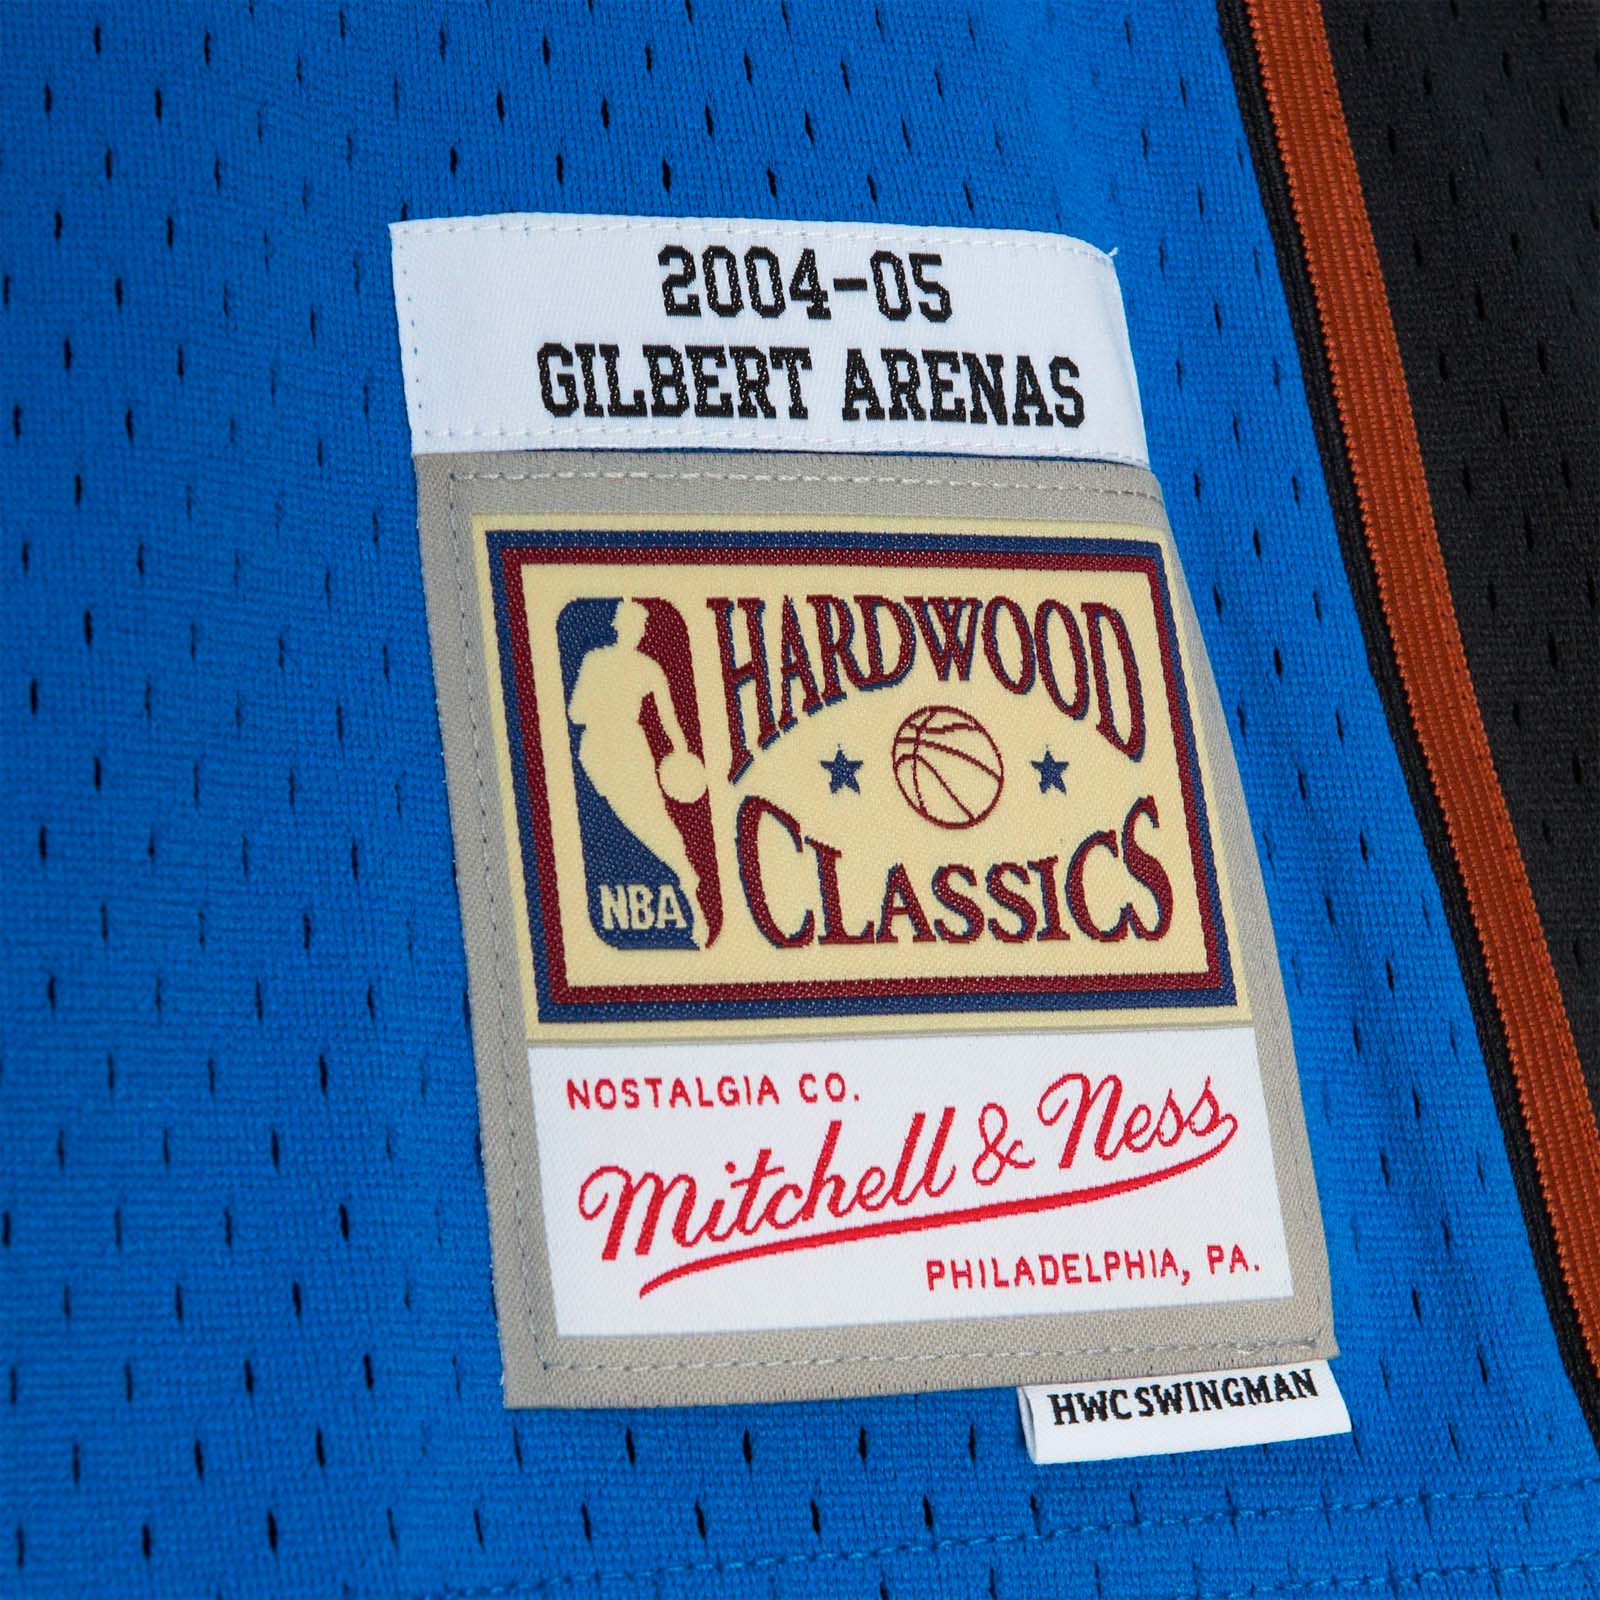 2004-05
GILBERT ARENAS
HARDWOOD
CLASSICS
NBA
NOSTALGIA CO.
Mitchell & Ness
PHILADELPHIA, PA.
HWC SWINGMAN